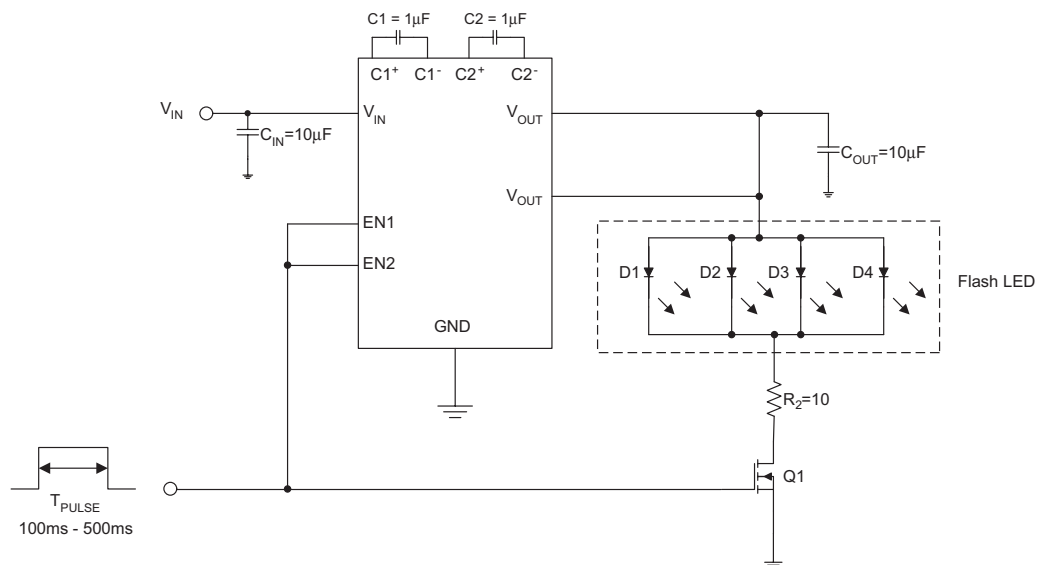 C1 = 1μF C2 = 1μF
C1+ C1- C2+ C2-
VIN VIN VOUT
CIN=10μF COUT=10μF
VOUT
EN1
EN2
D1 D2 D3 D4
Flash LED
GND
R2=10
Q1
TPULSE
100ms - 500ms